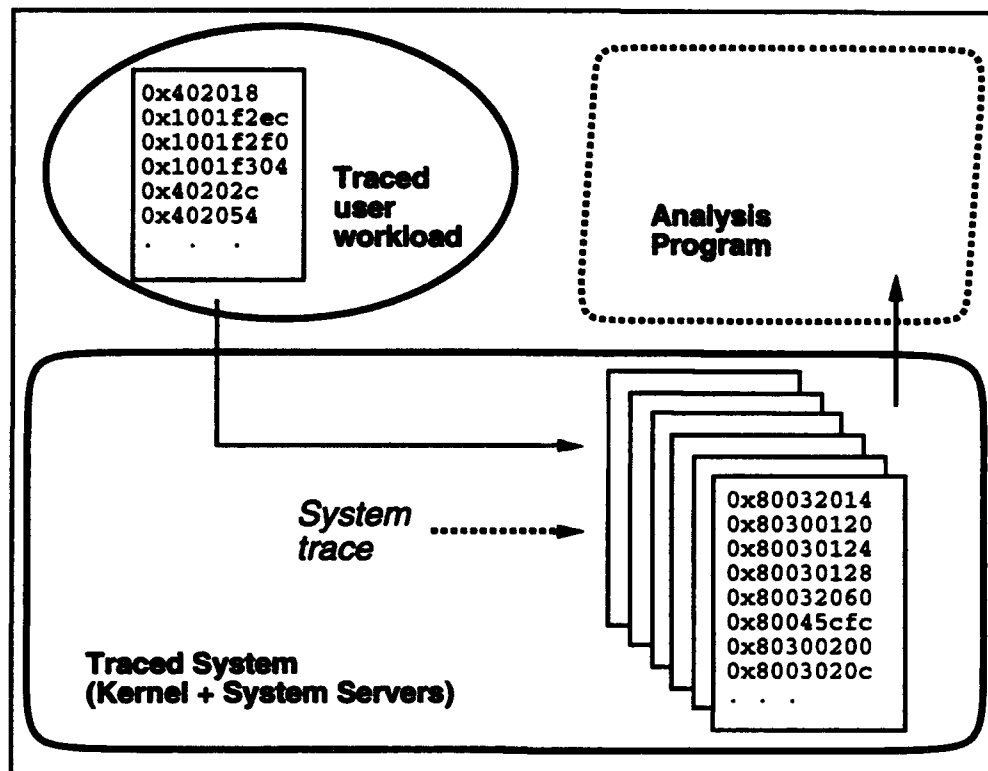 0x402018
0x1001f2ec
0x1001f2f0
0x1001f304
0x40202c
0x402054
. . .
Traced
user
workload
Analysis
Program
System
trace
0x80032014
0x80300120
0x80030124
0x80030128
0x80032060
0x80045cfc
0x80300200
0x8003020c
. . .
Traced System
(Kernel + System Servers)